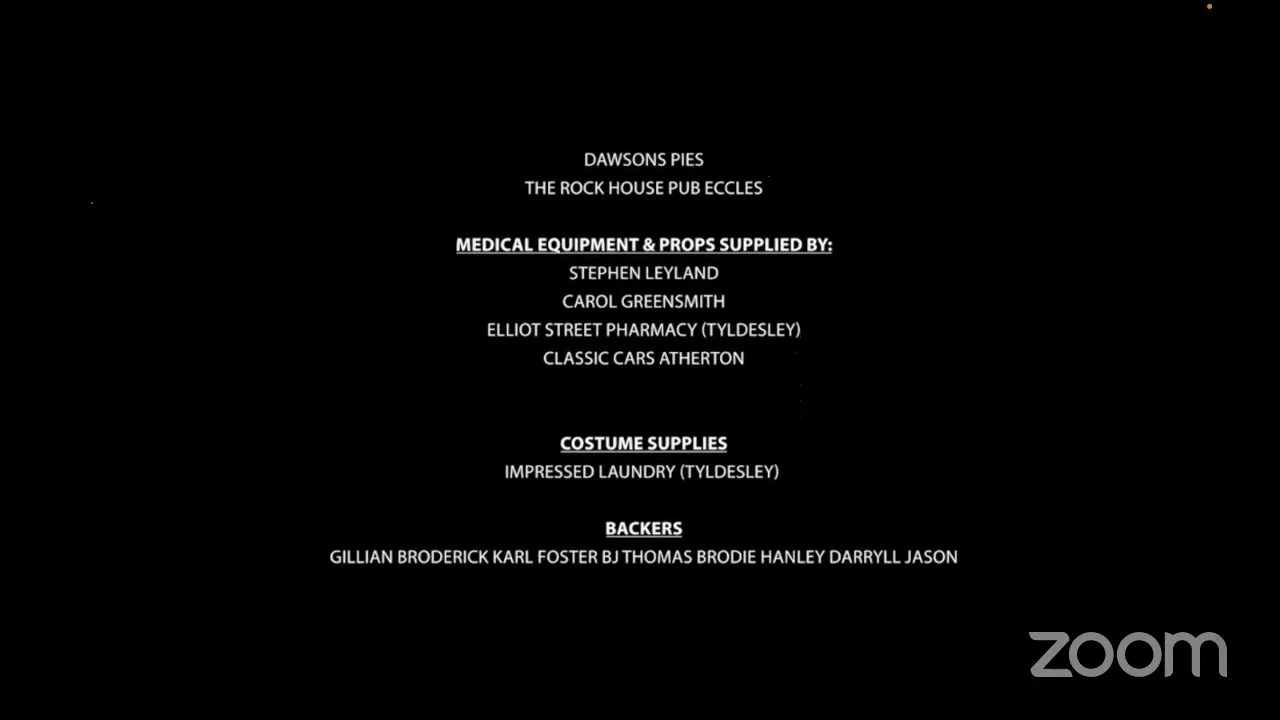 DAWSONS PIES
THE ROCK HOUSE PUB ECCLES
MEDICAL EQUIPMENT & PROPS SUPPLIED BY:
STEPHEN LEYLAND
CAROL GREENSMITH
ELLIOT STREET PHARMACY (TYLDESLEY)
CLASSIC CARS ATHERTON
COSTUME SUPPLIES
IMPRESSED LAUNDRY (TYLDESLEY)
BACKERS
GILLIAN BRODERICK KARL FOSTER BJ THOMAS BRODIE HANLEY DARRYLL JASON
zoom